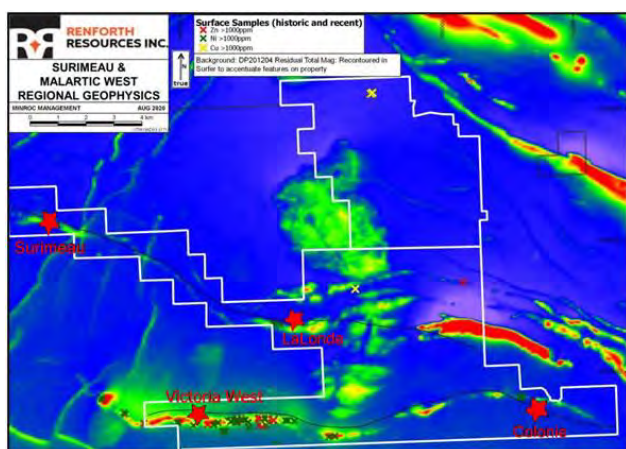 RENFORTH
RESOURCES INC.
SURIMEAU &
MALARTIC WEST
REGIONAL GEOPHYSICS
MINROC MANAGEMENT AUG 2020
0 1 2 3 4
km
N
true
Surface Samples (historic and recent)
Zn >1000ppm
Ni >1000ppm
Cu >1000ppm
Background: DP201204 Residual Total Mag: Recontoured in
Surfer to accentuate features on property
Surimeau
LaLonde
Victoria West
Colonie